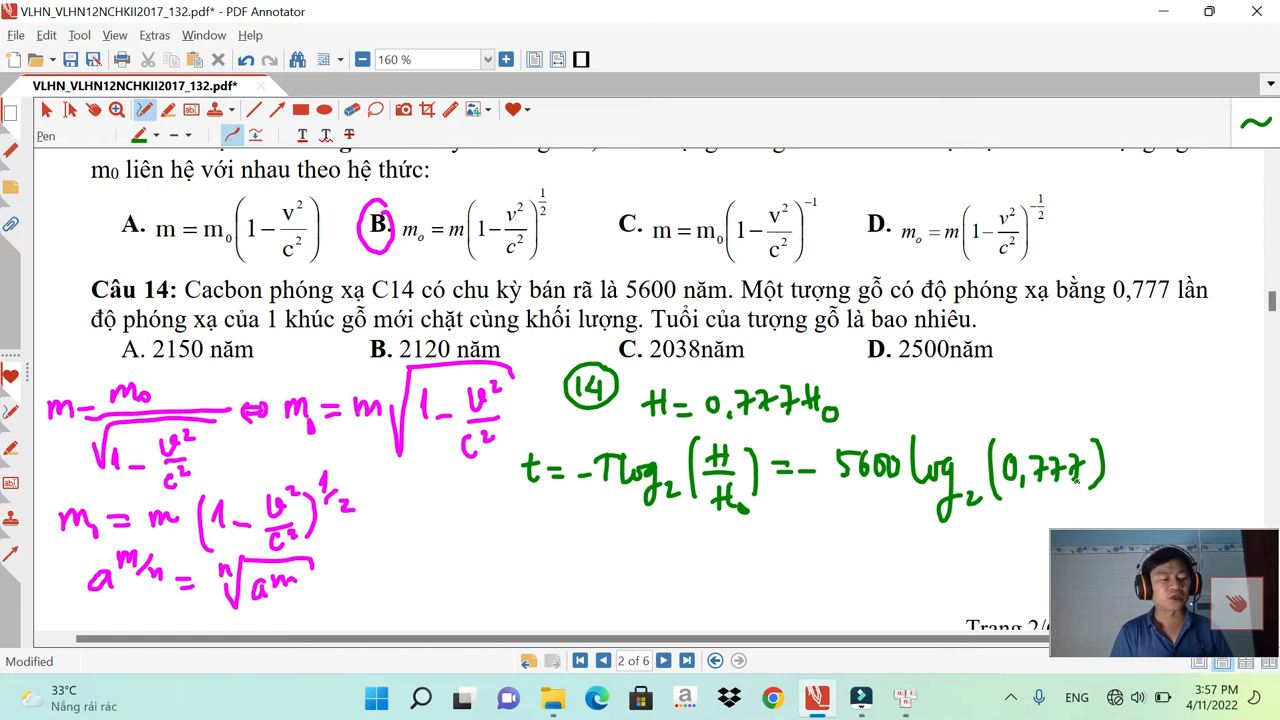 VLHN_VLHN12NCHKII2017_132.pdf* - PDF Annotator
File Edit Tool View Extras Window Help
160 %
VLHN_VLHN12NCHKII2017_132.pdf*
Pen
m0 liên hệ với nhau theo hệ thức:
A. m = m₀(1 − v²/c²) B. mₒ = m(1 − v²/c²)^(1/2) C. m = m₀(1 − v²/c²)^(−1) D. mₒ = m(1 − v²/c²)^(−1/2)
Câu 14: Cacbon phóng xạ C14 có chu kỳ bán rã là 5600 năm. Một tượng gỗ có độ phóng xạ bằng 0,777 lần
độ phóng xạ của 1 khúc gỗ mới chặt cùng khối lượng. Tuổi của tượng gỗ là bao nhiêu.
A. 2150 năm B. 2120 năm C. 2038năm D. 2500năm
m = m₀/√(1 − v²/c²) ⇔ m₀ = m√(1 − v²/c²)
m₀ = m(1 − v²/c²)^(1/2)
a^(m/n) = ⁿ√(a^m)
14 H = 0,777H₀
t = −Tlog₂(H/H₀) = − 5600 log₂(0,777)
Trang 2/6
Modified
2 of 6
33°C
Nắng rải rác
ENG
3:57 PM
4/11/2022